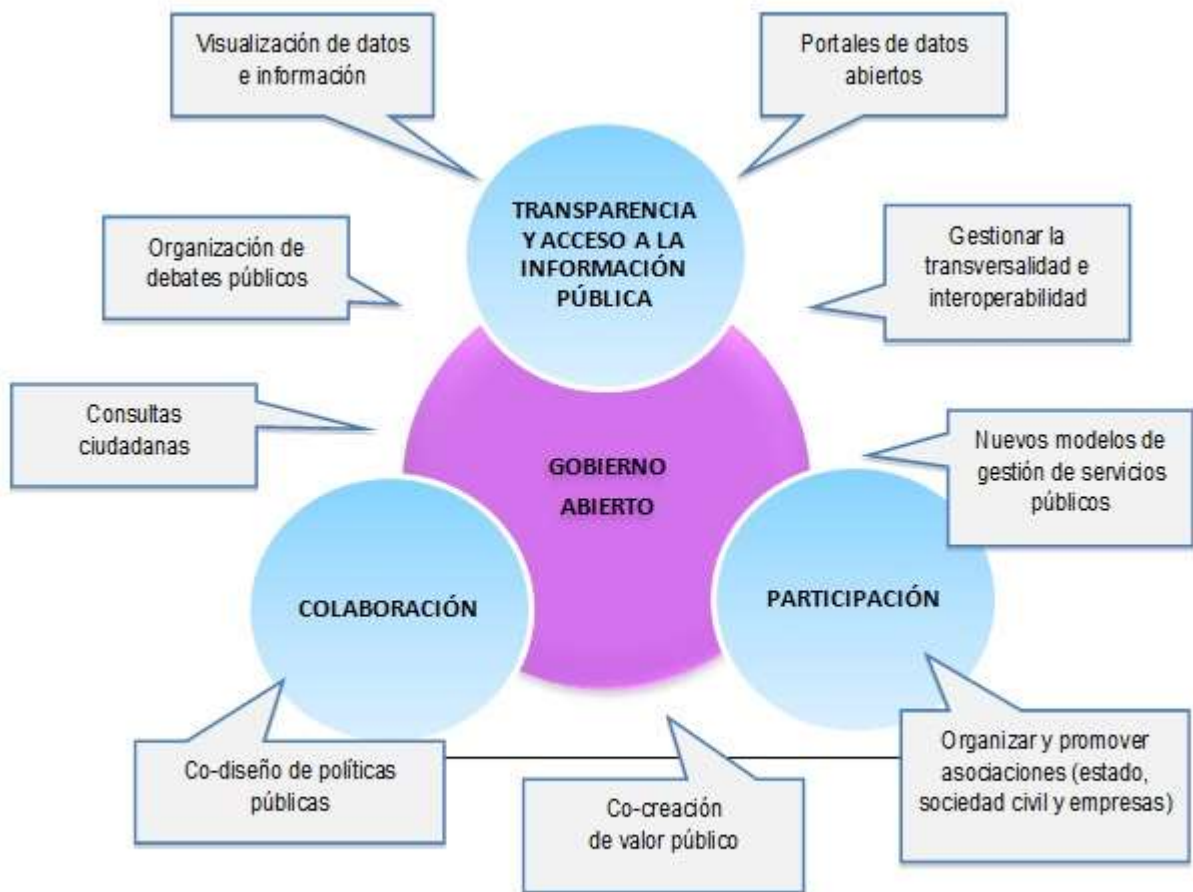 Visualización de datos
e información
Portales de datos
abiertos
TRANSPARENCIA
Y ACCESO A LA
INFORMACIÓN
PÚBLICA
Organización de
debates públicos
Gestionar la
transversalidad e
interoperabilidad
Consultas
ciudadanas
GOBIERNO
ABIERTO
Nuevos modelos de
gestión de servicios
públicos
COLABORACIÓN
PARTICIPACIÓN
Co-diseño de políticas
públicas
Co-creación
de valor público
Organizar y promover
asociaciones (estado,
sociedad civil y empresas)